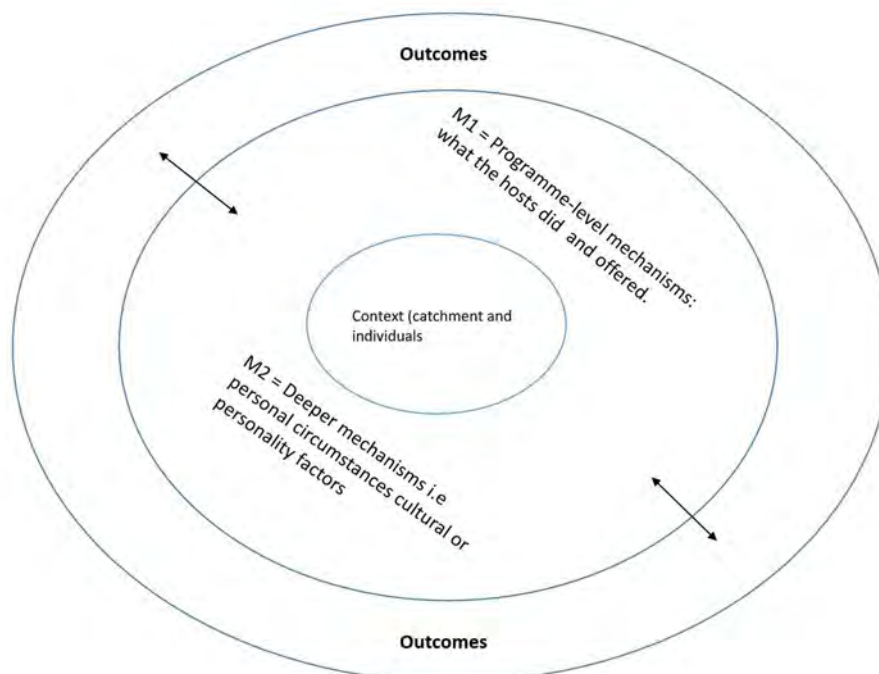 Outcomes
M1 = Programme-level mechanisms:
what the hosts did and offered.
Context (catchment and
individuals
M2 = Deeper mechanisms i.e
personal circumstances cultural or
personality factors
Outcomes